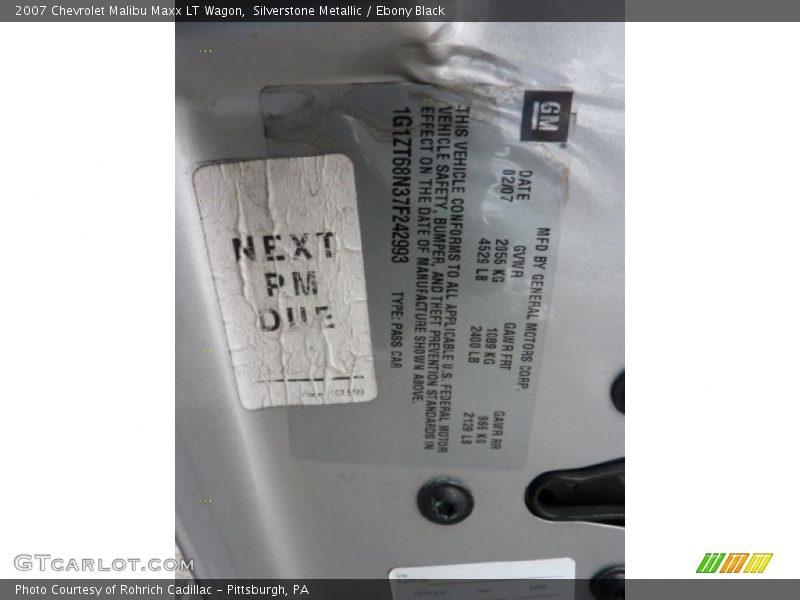 2007 Chevrolet Malibu Maxx LT Wagon, Silverstone Metallic / Ebony Black
GM
MFD BY GENERAL MOTORS CORP.
DATE GVWR GAWR FRT GAWR RR
02/07 2055 KG 1089 KG 966 KG
4529 LB 2400 LB 2129 LB
THIS VEHICLE CONFORMS TO ALL APPLICABLE U.S. FEDERAL MOTOR
VEHICLE SAFETY, BUMPER, AND THEFT PREVENTION STANDARDS IN
EFFECT ON THE DATE OF MANUFACTURE SHOWN ABOVE.
1G1ZT68N37F242993 TYPE: PASS CAR
NEXT
PM
DUE
GTcarlot.com
Photo Courtesy of Rohrich Cadillac - Pittsburgh, PA